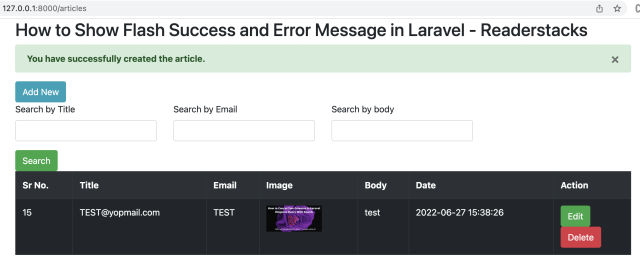 127.0.0.1:8000/articles
How to Show Flash Success and Error Message in Laravel - Readerstacks
You have successfully created the article. ×
Add New
Search by Title Search by Email Search by body
Search
Sr No. Title Email Image Body Date Action
15 TEST@yopmail.com TEST test 2022-06-27 15:38:26 Edit
Delete